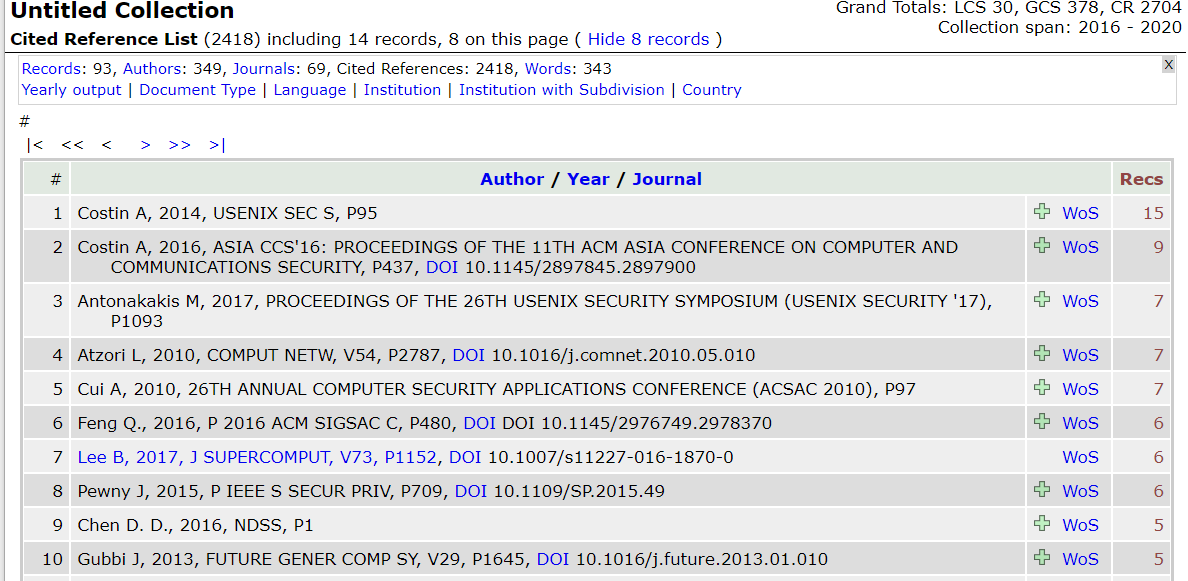 Untitled Collection
Grand Totals: LCS 30, GCS 378, CR 2704
Collection span: 2016 - 2020
Cited Reference List (2418) including 14 records, 8 on this page ( Hide 8 records )
Records: 93, Authors: 349, Journals: 69, Cited References: 2418, Words: 343
X
Yearly output | Document Type | Language | Institution | Institution with Subdivision | Country
#
|< << < > >> >|
# Author / Year / Journal Recs
1 Costin A, 2014, USENIX SEC S, P95 WoS 15
2 Costin A, 2016, ASIA CCS'16: PROCEEDINGS OF THE 11TH ACM ASIA CONFERENCE ON COMPUTER AND WoS 9
COMMUNICATIONS SECURITY, P437, DOI 10.1145/2897845.2897900
3 Antonakakis M, 2017, PROCEEDINGS OF THE 26TH USENIX SECURITY SYMPOSIUM (USENIX SECURITY '17), WoS 7
P1093
4 Atzori L, 2010, COMPUT NETW, V54, P2787, DOI 10.1016/j.comnet.2010.05.010 WoS 7
5 Cui A, 2010, 26TH ANNUAL COMPUTER SECURITY APPLICATIONS CONFERENCE (ACSAC 2010), P97 WoS 7
6 Feng Q., 2016, P 2016 ACM SIGSAC C, P480, DOI DOI 10.1145/2976749.2978370 WoS 6
7 Lee B, 2017, J SUPERCOMPUT, V73, P1152, DOI 10.1007/s11227-016-1870-0 WoS 6
8 Pewny J, 2015, P IEEE S SECUR PRIV, P709, DOI 10.1109/SP.2015.49 WoS 6
9 Chen D. D., 2016, NDSS, P1 WoS 5
10 Gubbi J, 2013, FUTURE GENER COMP SY, V29, P1645, DOI 10.1016/j.future.2013.01.010 WoS 5